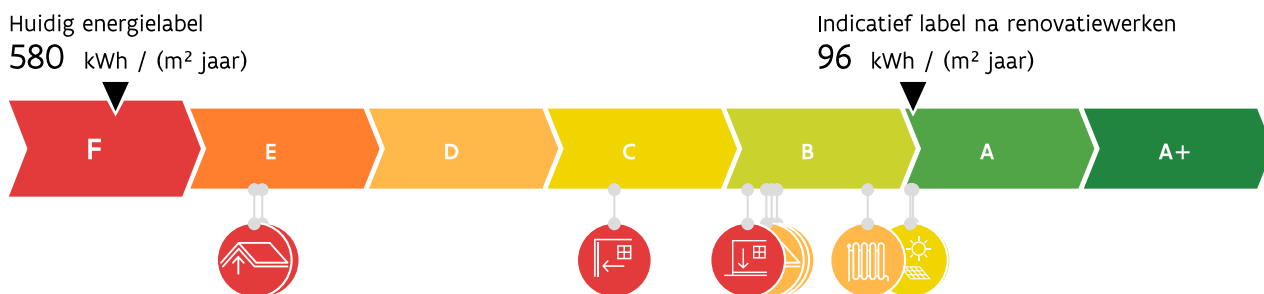 Huidig energielabel
580 kWh / (m² jaar)
Indicatief label na renovatiewerken
96 kWh / (m² jaar)
F E D C B A A+